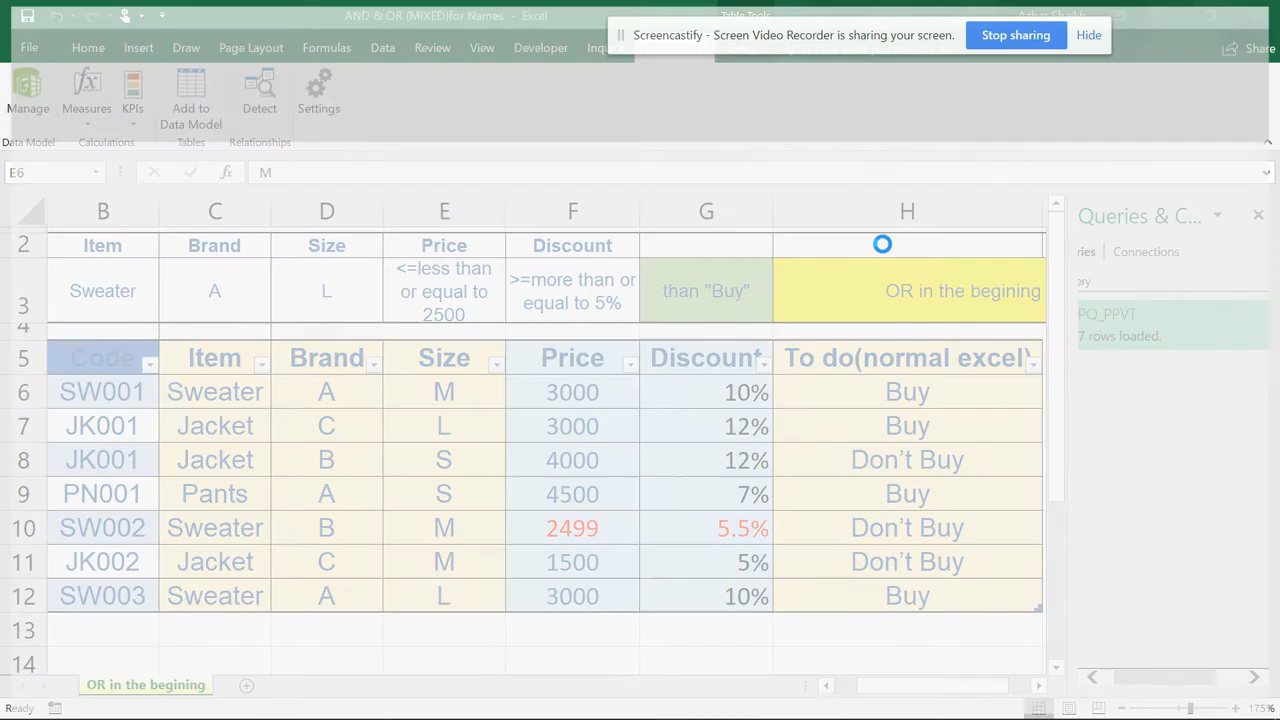 AND & OR (MIXED)for Names - Excel
Table Tools
Azhar Shaikh
Screencastify - Screen Video Recorder is sharing your screen. Stop sharing Hide
File Home Insert Draw Page Layout Formulas Data Review View Developer Share
Manage Measures KPIs Add to Data Model Detect Settings
Data Model Calculations Tables Relationships
E6 fx M
B C D E F G H
Queries & C...
2 Item Brand Size Price Discount
ries | Connections
3 Sweater A L <=less than or equal to 2500 >=more than or equal to 5% than "Buy" OR in the begining
ery
4
PQ_PPVT
7 rows loaded.
5 Code Item Brand Size Price Discount To do(normal excel)
6 SW001 Sweater A M 3000 10% Buy
7 JK001 Jacket C L 3000 12% Buy
8 JK001 Jacket B S 4000 12% Don't Buy
9 PN001 Pants A S 4500 7% Buy
10 SW002 Sweater B M 2499 5.5% Don't Buy
11 JK002 Jacket C M 1500 5% Don't Buy
12 SW003 Sweater A L 3000 10% Buy
13
14
OR in the begining
Ready 175%